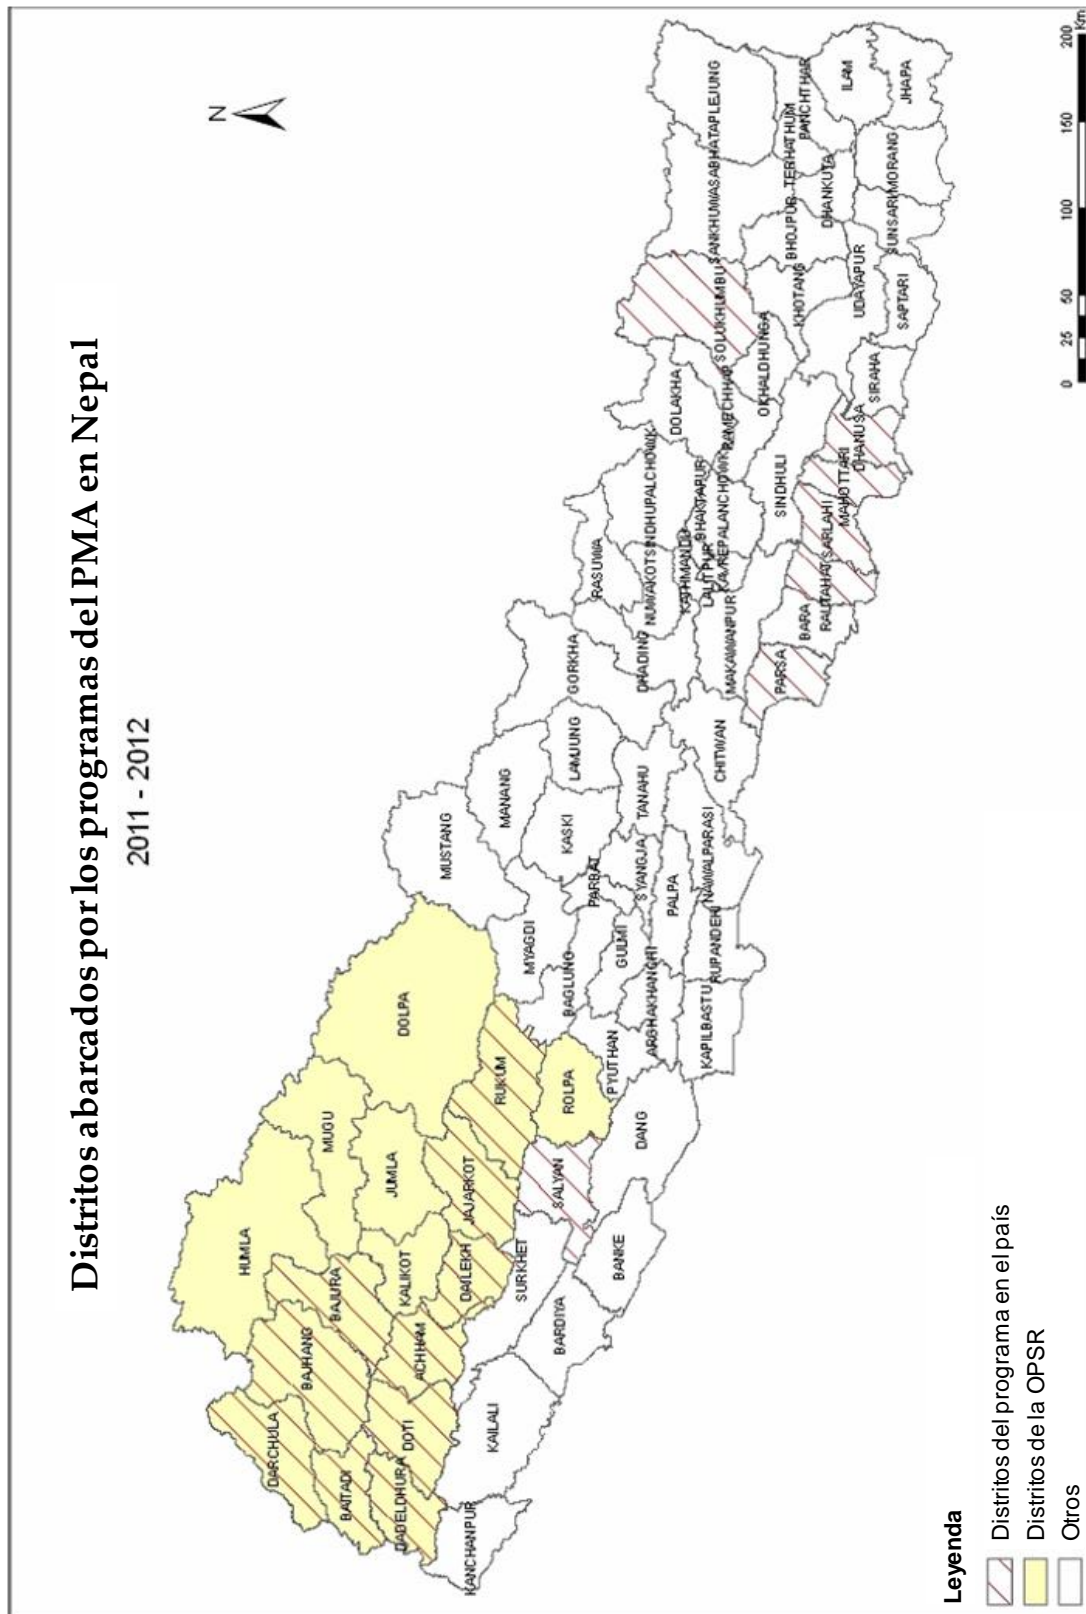 Distritos abarcados por los programas del PMA en Nepal
2011 - 2012
N
HUMLA
DARCHULA
BAJHANG
BAJURA
MUGU
BAITADI
DADELDHURA
DOTI
ACHHAM
KALIKOT
JUMLA
DOLPA
DAILEKH
JAJARKOT
RUKUM
ROLPA
SALYAN
SURKHET
KANCHANPUR
KAILALI
BARDIYA
BANKE
DANG
PYUTHAN
MUSTANG
MANANG
MYAGDI
BAGLUNG
PARBAT
KASKI
LAMJUNG
GORKHA
GULMI
SYANGJA
TANAHU
ARGHAKHANCHI
PALPA
KAPILBASTU
RUPANDEHI
NAWALPARASI
CHITWAN
DHADING
RASUWA
NUWAKOT
SINDHUPALCHOWK
KATHMANDU
BHAKTAPUR
LALITPUR
KAVREPALANCHOWK
MAKAWANPUR
DOLAKHA
RAMECHHAP
SINDHULI
PARSA
BARA
RAUTAHAT
SARLAHI
MAHOTTARI
DHANUSA
SIRAHA
SOLUKHUMBU
OKHALDHUNGA
KHOTANG
UDAYAPUR
SAPTARI
SANKHUWASABHA
TAPLEJUNG
BHOJPUR
TERHATHUM
PANCHTHAR
DHANKUTA
SUNSARI
MORANG
ILAM
JHAPA
Leyenda
Distritos del programa en el país
Distritos de la OPSR
Otros
0 25 50 100 150 200
Km